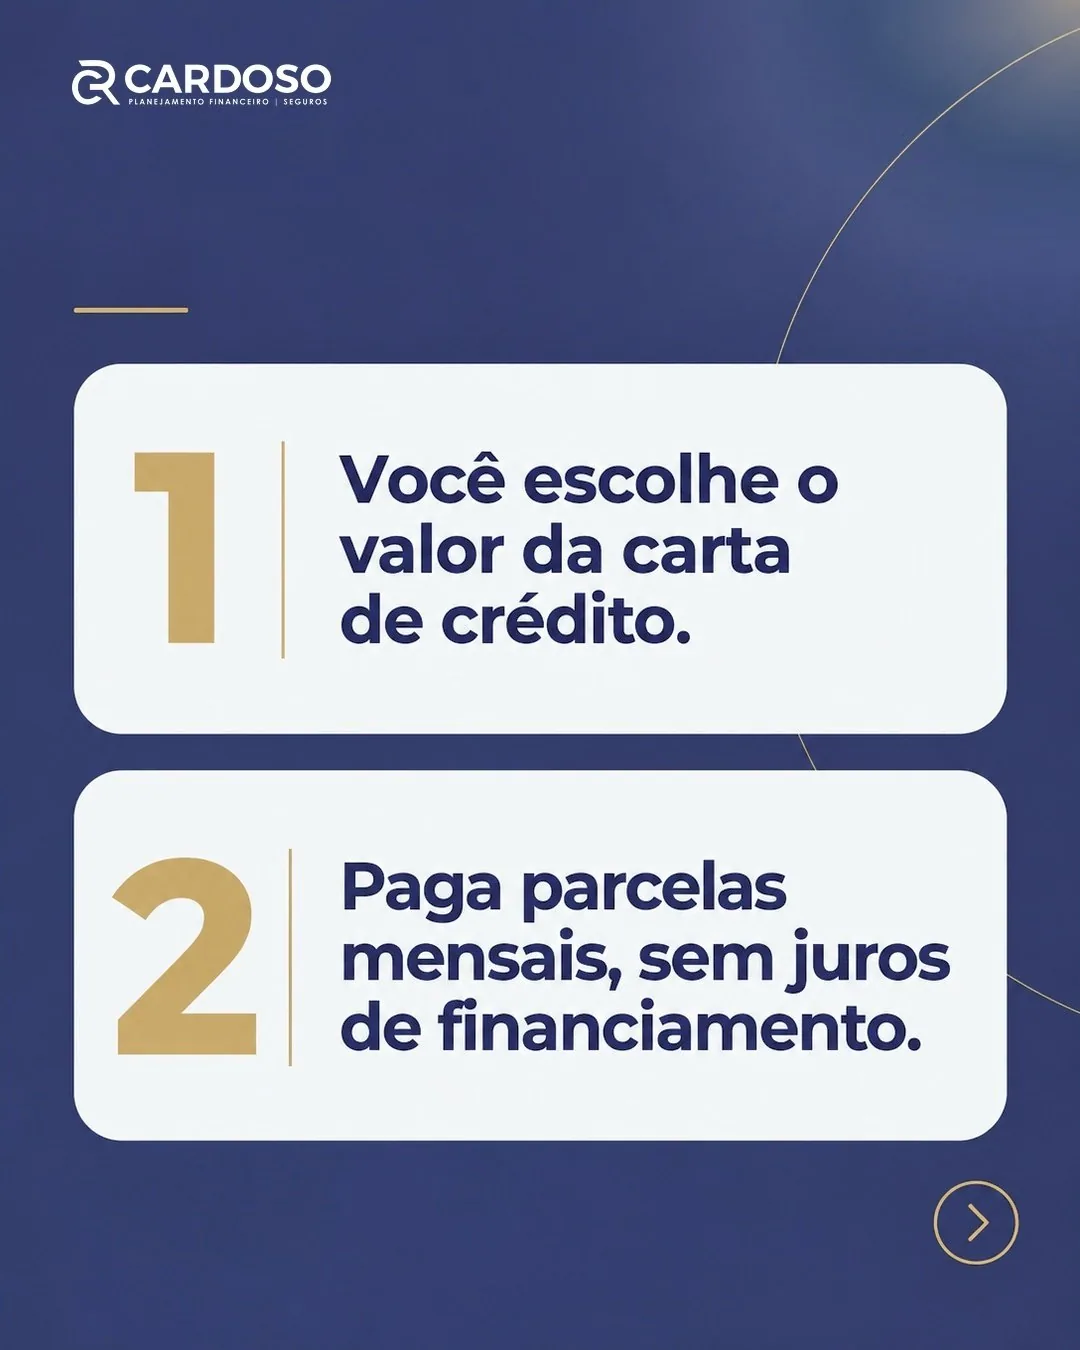 CARDOSO
PLANEJAMENTO FINANCEIRO | SEGUROS
1
Você escolhe o
valor da carta
de crédito.
2
Paga parcelas
mensais, sem juros
de financiamento.